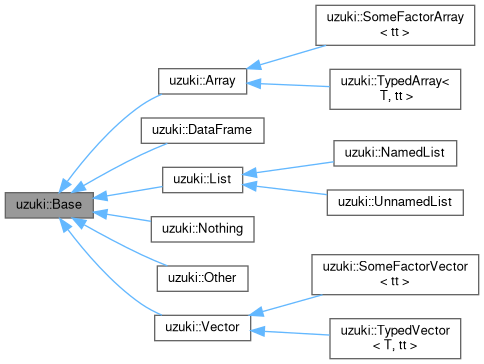 uzuki::SomeFactorArray
< tt >
uzuki::Array
uzuki::TypedArray<
T, tt >
uzuki::DataFrame
uzuki::NamedList
uzuki::List
uzuki::Base
uzuki::UnnamedList
uzuki::Nothing
uzuki::SomeFactorVector
< tt >
uzuki::Other
uzuki::Vector
uzuki::TypedVector
< T, tt >